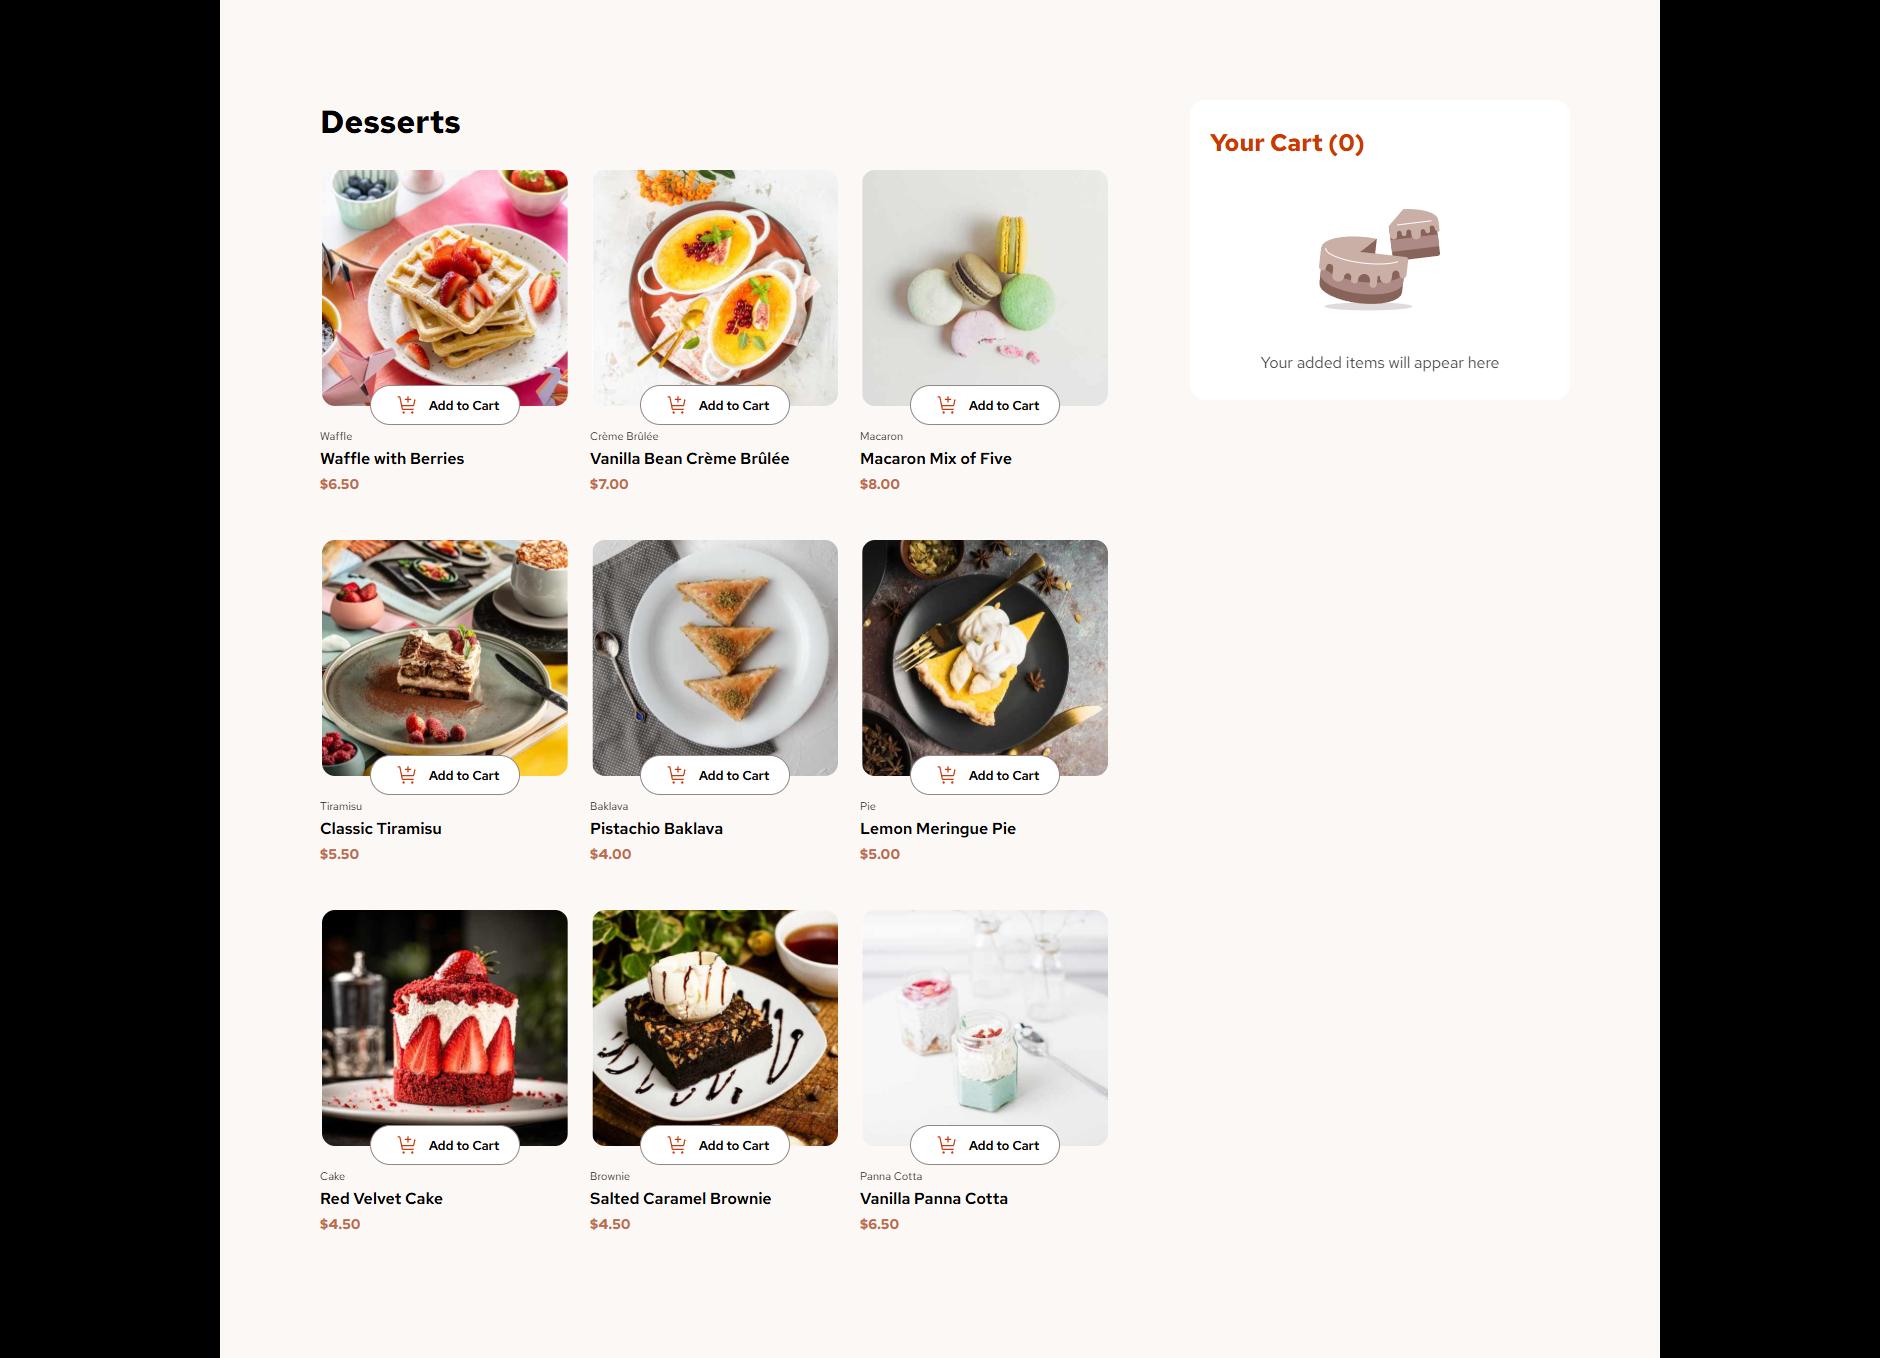 Desserts
Your Cart (0)
Your added items will appear here
Add to Cart
Add to Cart
Add to Cart
Waffle
Crème Brûlée
Macaron
Waffle with Berries
Vanilla Bean Crème Brûlée
Macaron Mix of Five
$6.50
$7.00
$8.00
Add to Cart
Add to Cart
Add to Cart
Tiramisu
Baklava
Pie
Classic Tiramisu
Pistachio Baklava
Lemon Meringue Pie
$5.50
$4.00
$5.00
Add to Cart
Add to Cart
Add to Cart
Cake
Brownie
Panna Cotta
Red Velvet Cake
Salted Caramel Brownie
Vanilla Panna Cotta
$4.50
$4.50
$6.50